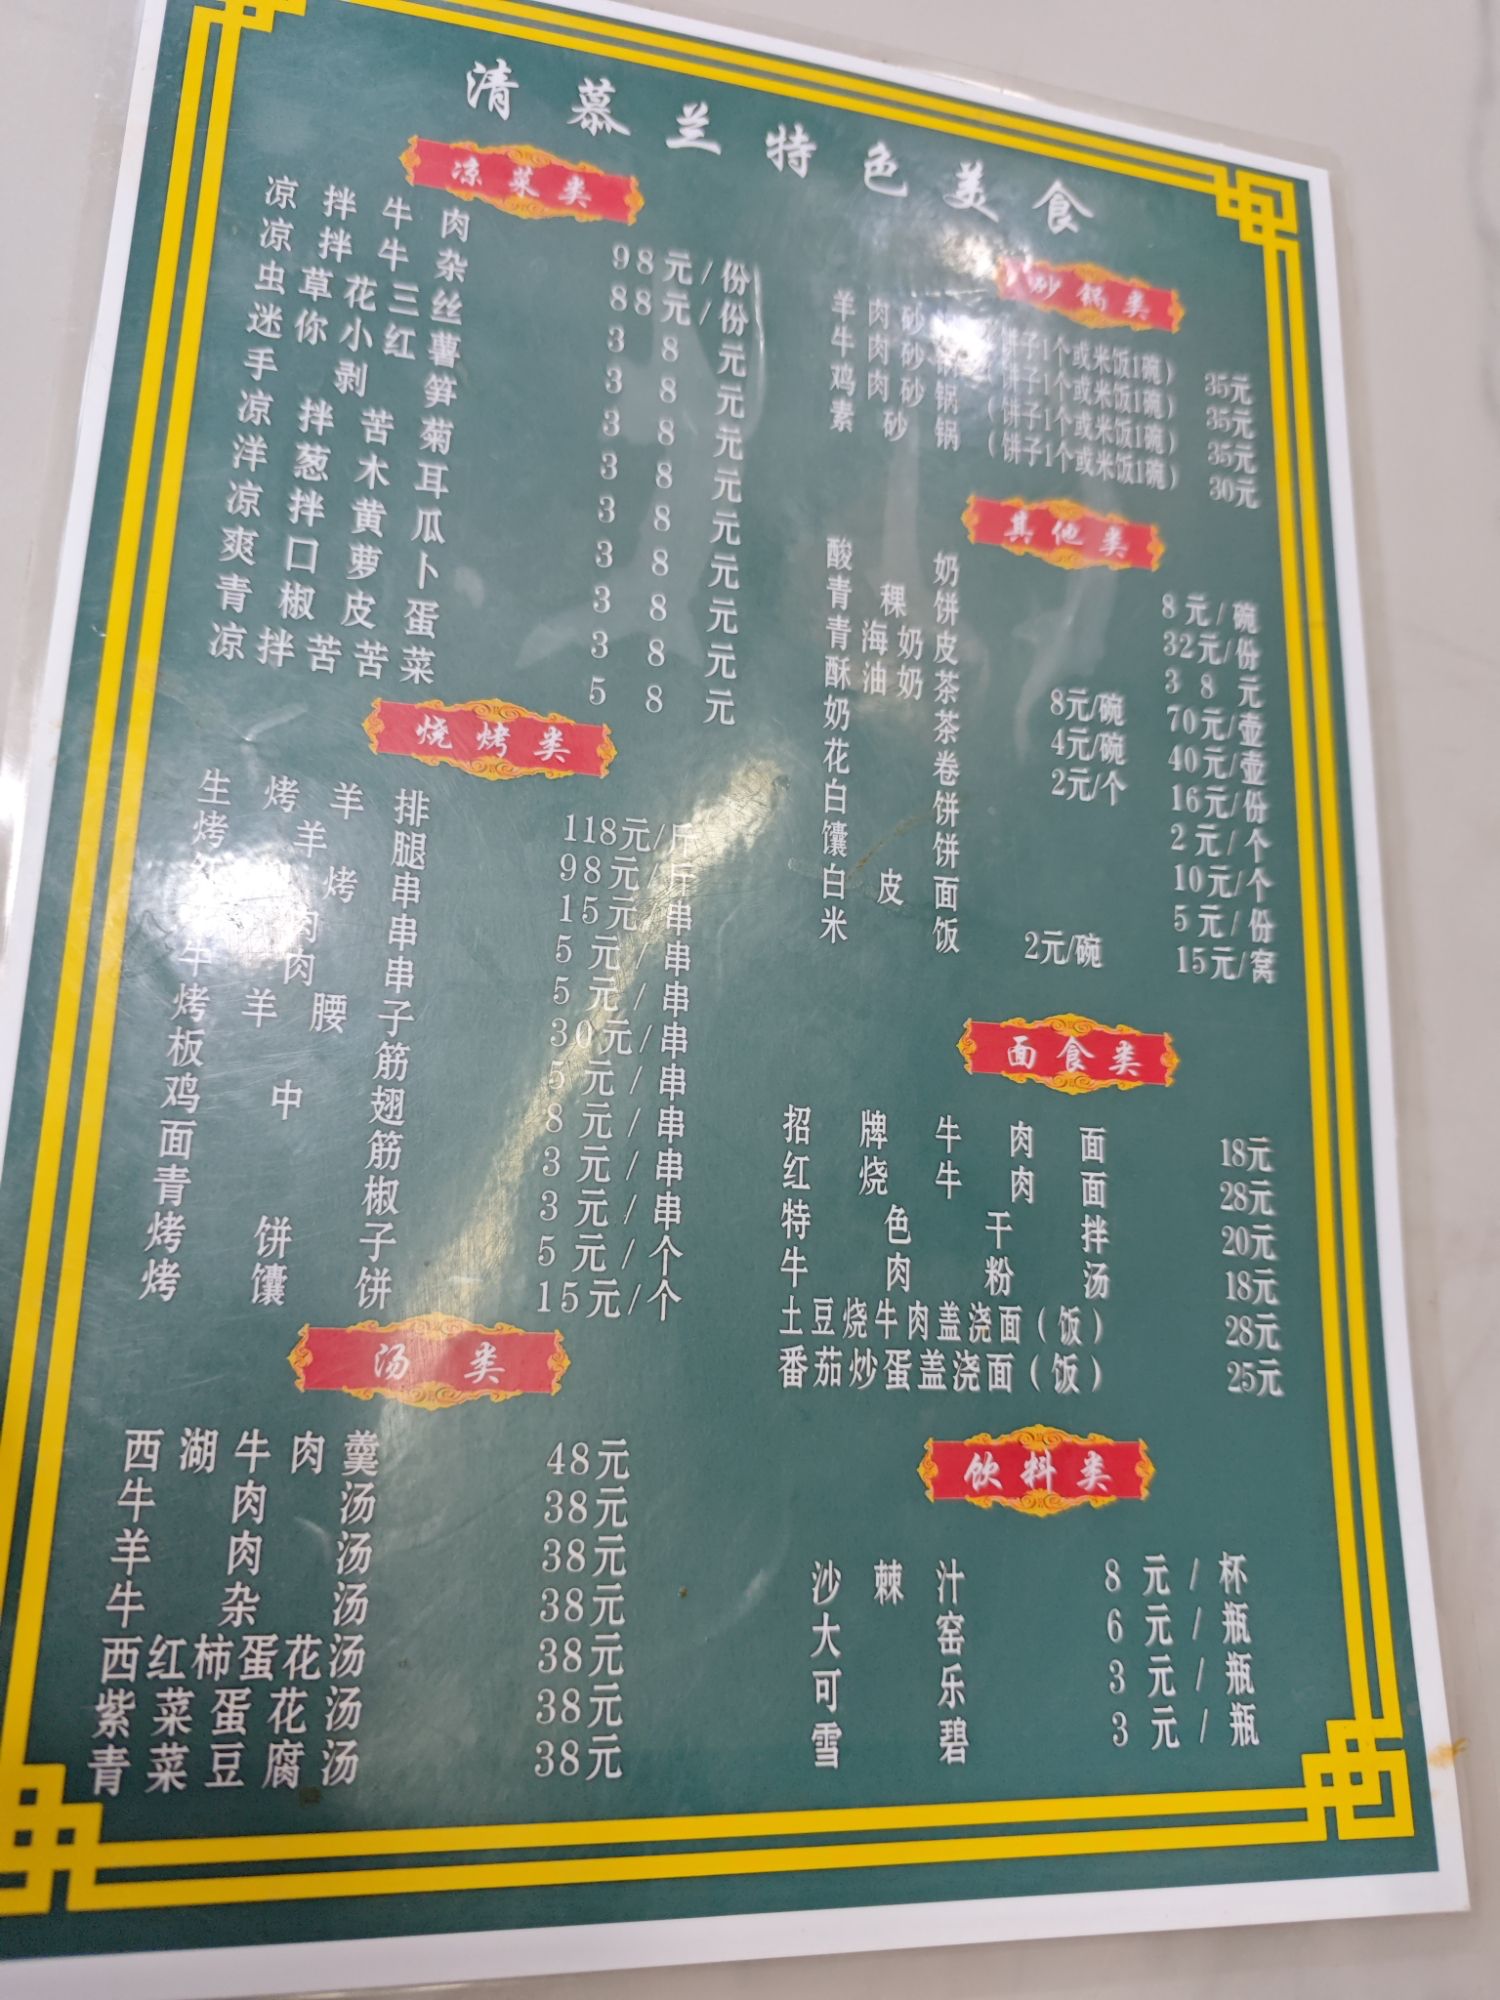 清慕兰特色美食
凉菜类
凉拌牛肉 98元/份
凉拌牛杂 88元/份
虫草花三丝 38元
迷你小红薯 38元
手剥笋 38元
凉拌苦菊 38元
洋葱木耳 38元
凉拌黄瓜 38元
爽口萝卜 38元
青椒皮蛋 38元
凉拌苦苦菜 58元
烧烤类
生烤羊排 118元/斤
烤羊腿 98元/斤
烤串 15元/串
肉串 5元/串
牛肉串 5元/串
烤羊腰子 30元/串
板筋 5元/串
鸡中翅 8元/串
面筋 3元/串
青椒 3元/串
烤饼子 5元/个
烤馕饼 15元/个
汤类
西湖牛肉羹 48元
牛肉汤 38元
羊肉汤 38元
牛杂汤 38元
西红柿蛋花汤 38元
紫菜蛋花汤 38元
青菜豆腐汤 38元
砂锅类
羊肉砂锅(饼子1个或米饭1碗) 35元
牛肉砂锅(饼子1个或米饭1碗) 35元
鸡肉砂锅(饼子1个或米饭1碗) 35元
素砂锅(饼子1个或米饭1碗) 30元
其他类
酸奶 8元/碗
青稞饼 32元/份
青海奶皮 38元
酥油奶茶 8元/碗 70元/壶
奶茶 4元/碗 40元/壶
花卷 2元/个 16元/份
白饼 2元/个
馕饼 10元/个
白皮面 5元/份
米饭 2元/碗 15元/窝
面食类
招牌牛肉面 18元
红烧牛肉面 28元
特色干拌 20元
牛肉粉汤 18元
土豆烧牛肉盖浇面(饭) 28元
番茄炒蛋盖浇面(饭) 25元
饮料类
沙棘汁 8元/杯
大窑 6元/瓶
可乐 3元/瓶
雪碧 3元/瓶